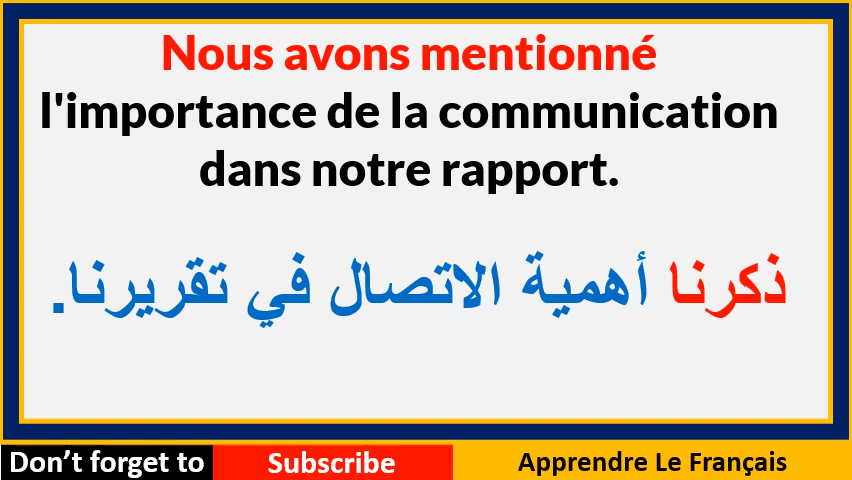 Nous avons mentionné
l'importance de la communication
dans notre rapport.
ذكرنا أهمية الاتصال في تقريرنا.
Don’t forget to
Subscribe
Apprendre Le Français